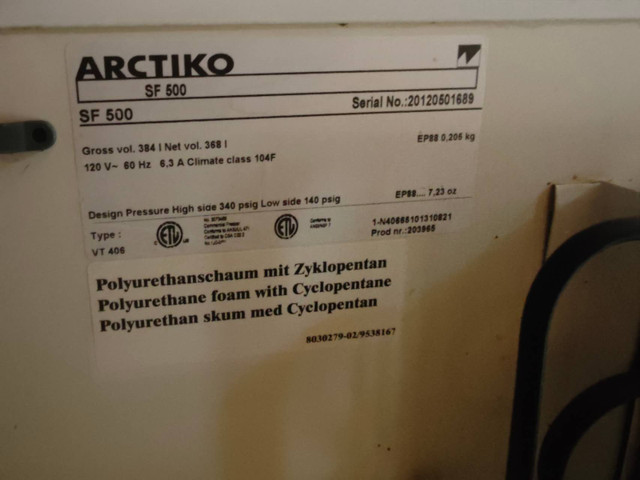 ARCTIKO
SF 500
SF 500
Serial No.:20120501689
Gross vol. 384 l Net vol. 368 l
EP88 0,205 kg
120 V~ 60 Hz 6,3 A Climate class 104F
Design Pressure High side 340 psig Low side 140 psig
EP88.... 7,23 oz
Type :
VT 406
ETL
ETL
1-N40668101310821
Prod nr.:203965
Polyurethanschaum mit Zyklopentan
Polyurethane foam with Cyclopentane
Polyurethan skum med Cyclopentan
8030279-02/9538167